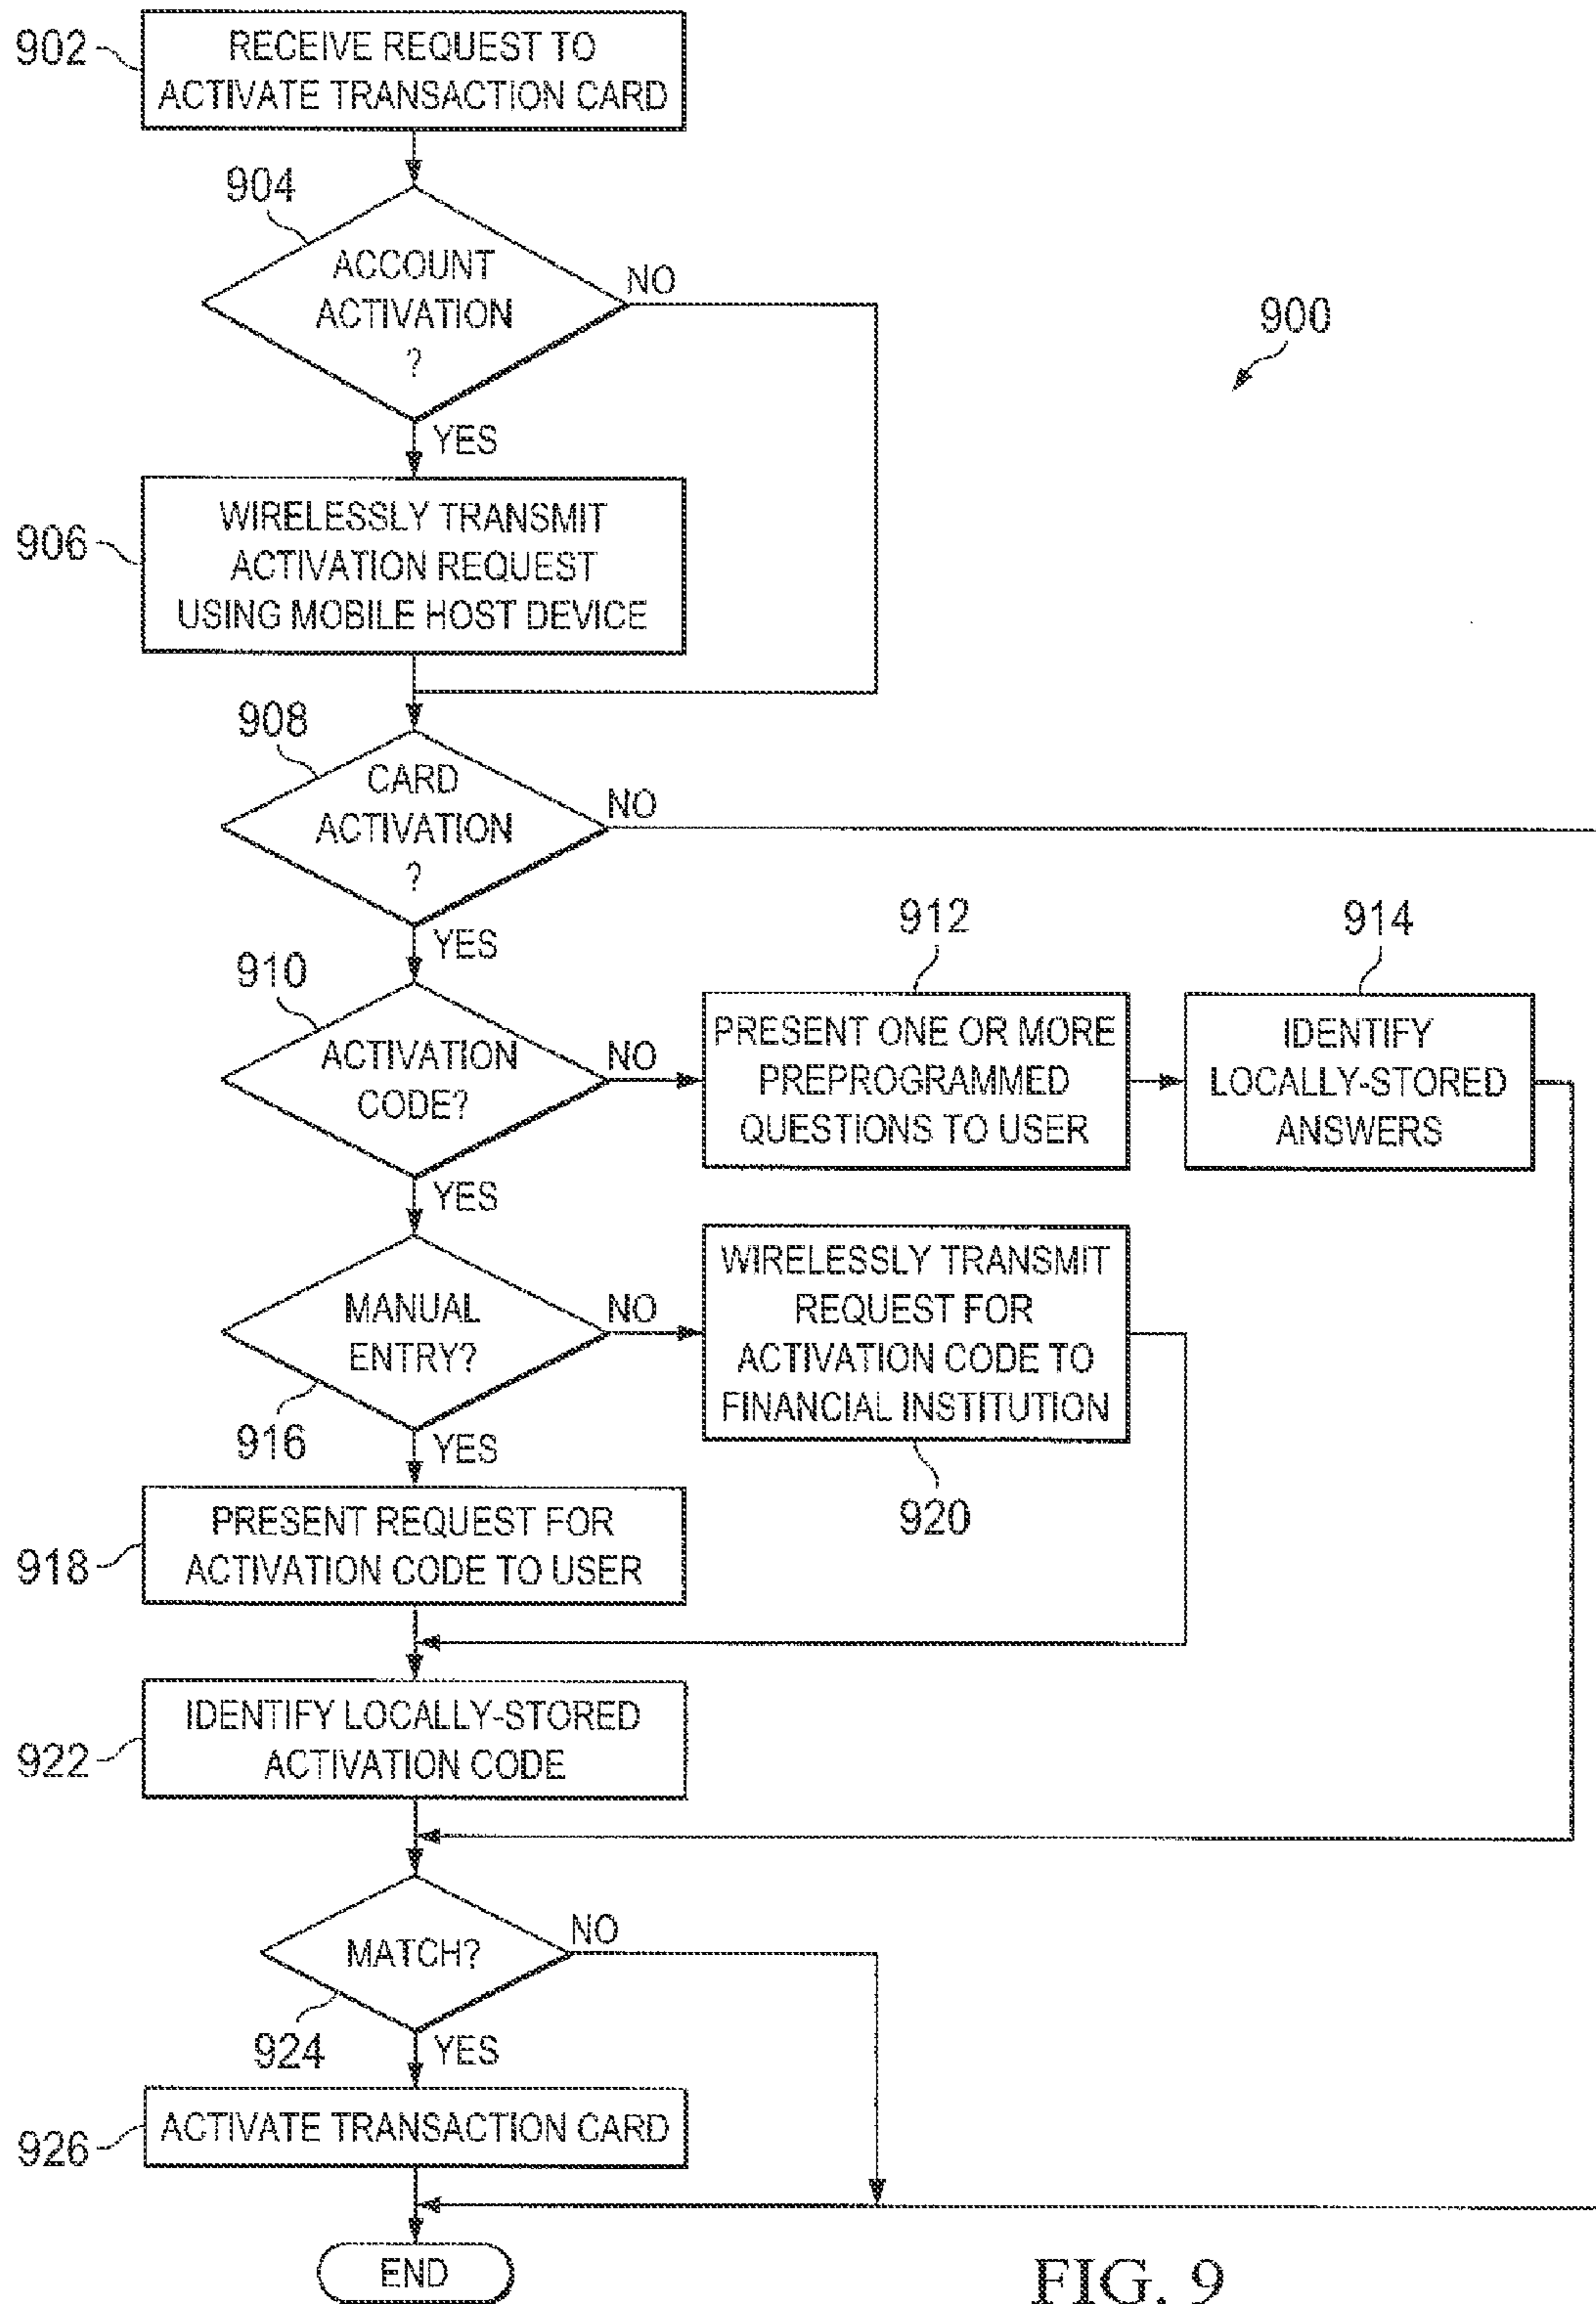 902
RECEIVE REQUEST TO
ACTIVATE TRANSACTION CARD
904
ACCOUNT
ACTIVATION
?
NO
900
YES
906
WIRELESSLY TRANSMIT
ACTIVATION REQUEST
USING MOBILE HOST DEVICE
908
CARD
ACTIVATION
?
NO
YES
910
ACTIVATION
CODE?
NO
912
PRESENT ONE OR MORE
PREPROGRAMMED
QUESTIONS TO USER
914
IDENTIFY
LOCALLY-STORED
ANSWERS
YES
MANUAL
ENTRY?
916
NO
WIRELESSLY TRANSMIT
REQUEST FOR
ACTIVATION CODE TO
FINANCIAL INSTITUTION
920
YES
918
PRESENT REQUEST FOR
ACTIVATION CODE TO USER
922
IDENTIFY LOCALLY-STORED
ACTIVATION CODE
MATCH?
NO
924
YES
926
ACTIVATE TRANSACTION CARD
END
FIG. 9